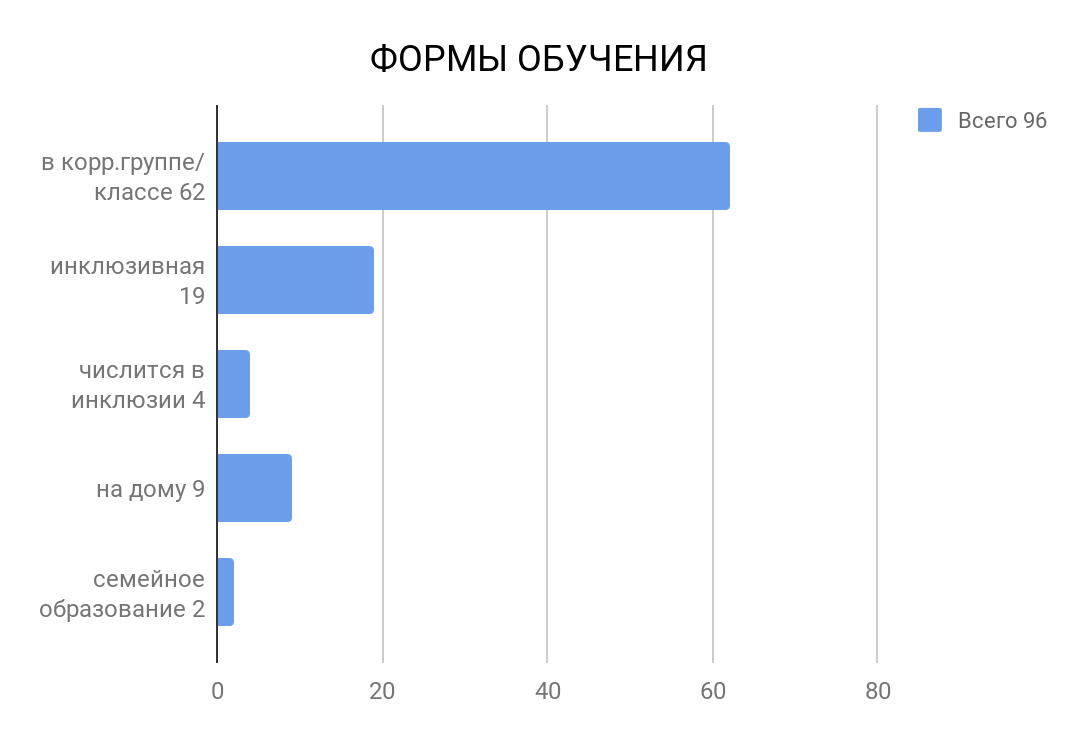 ФОРМЫ ОБУЧЕНИЯ
Всего 96
в корр.группе/
классе 62
инклюзивная
19
числится в
инклюзии 4
на дому 9
семейное
образование 2
0 20 40 60 80